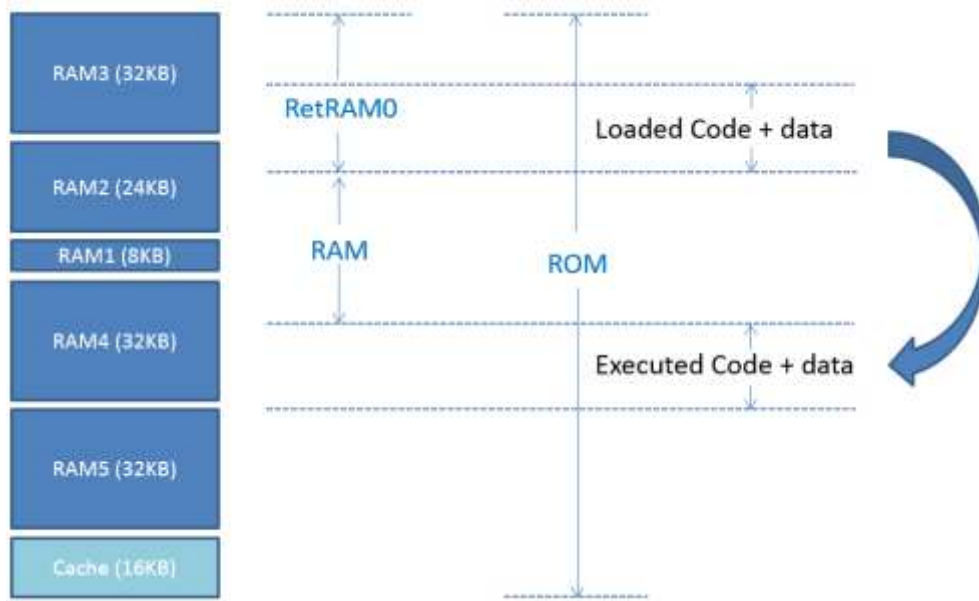 RAM3 (32KB)
RetRAM0
Loaded Code + data
RAM2 (24KB)
RAM1 (8KB)
RAM
ROM
RAM4 (32KB)
Executed Code + data
RAM5 (32KB)
Cache (16KB)